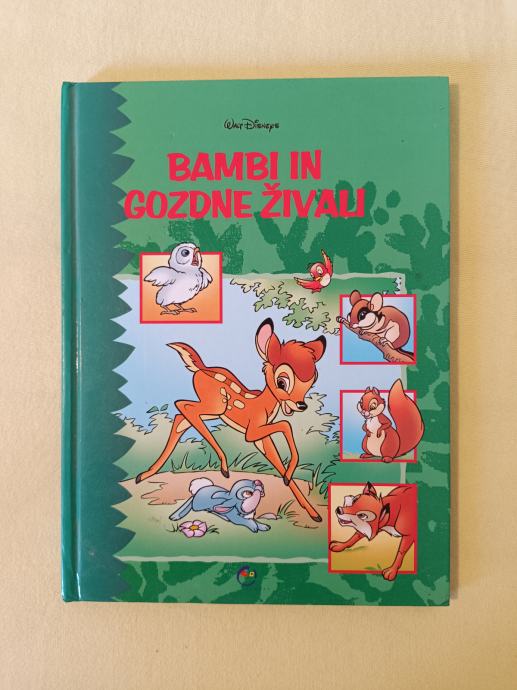 Walt Disney's
BAMBI IN
GOZDNE ŽIVALI